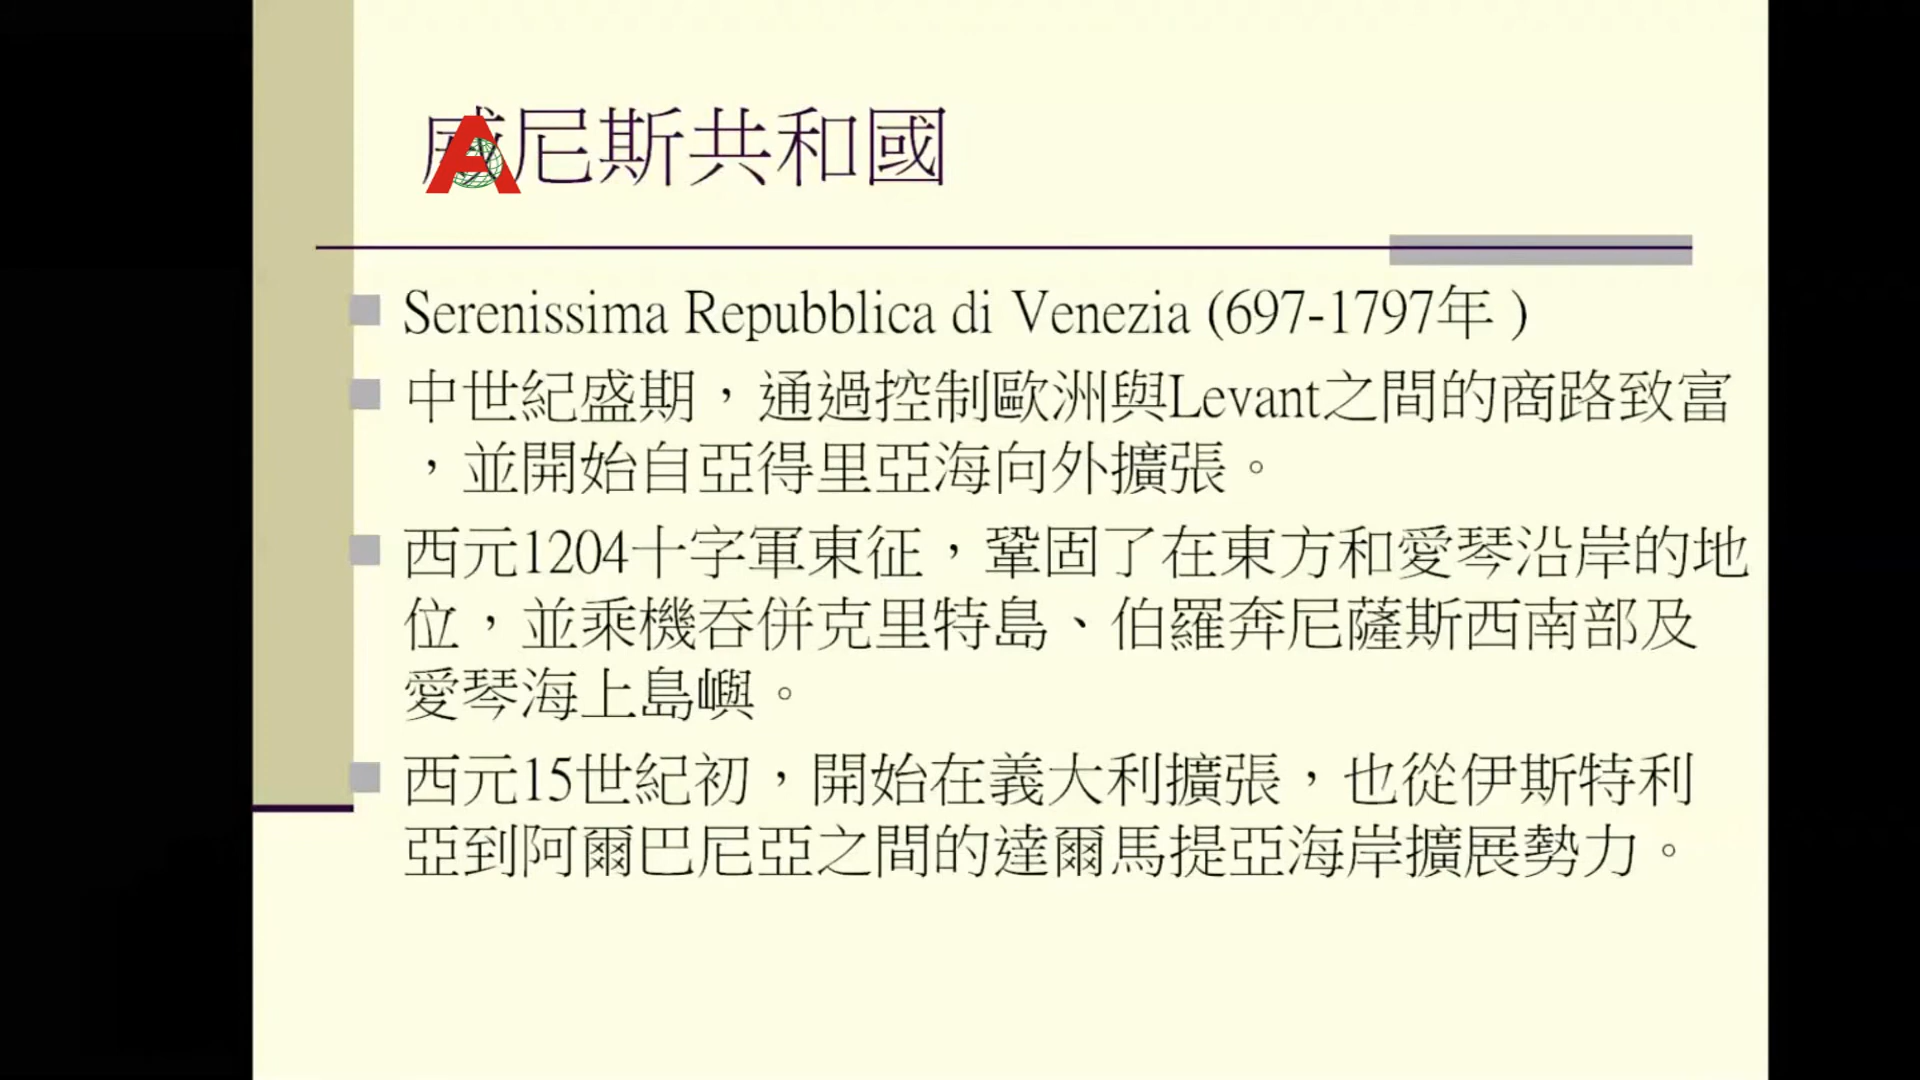 威尼斯共和國
Serenissima Repubblica di Venezia (697-1797年 )
中世紀盛期，通過控制歐洲與Levant之間的商路致富
，並開始自亞得里亞海向外擴張。
西元1204十字軍東征，鞏固了在東方和愛琴沿岸的地
位，並乘機吞併克里特島、伯羅奔尼薩斯西南部及
愛琴海上島嶼。
西元15世紀初，開始在義大利擴張，也從伊斯特利
亞到阿爾巴尼亞之間的達爾馬提亞海岸擴展勢力。